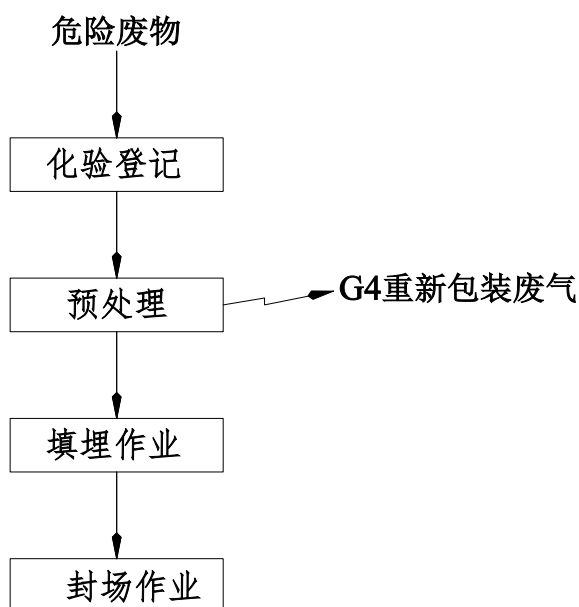 危险废物
化验登记
预处理
G4重新包装废气
填埋作业
封场作业